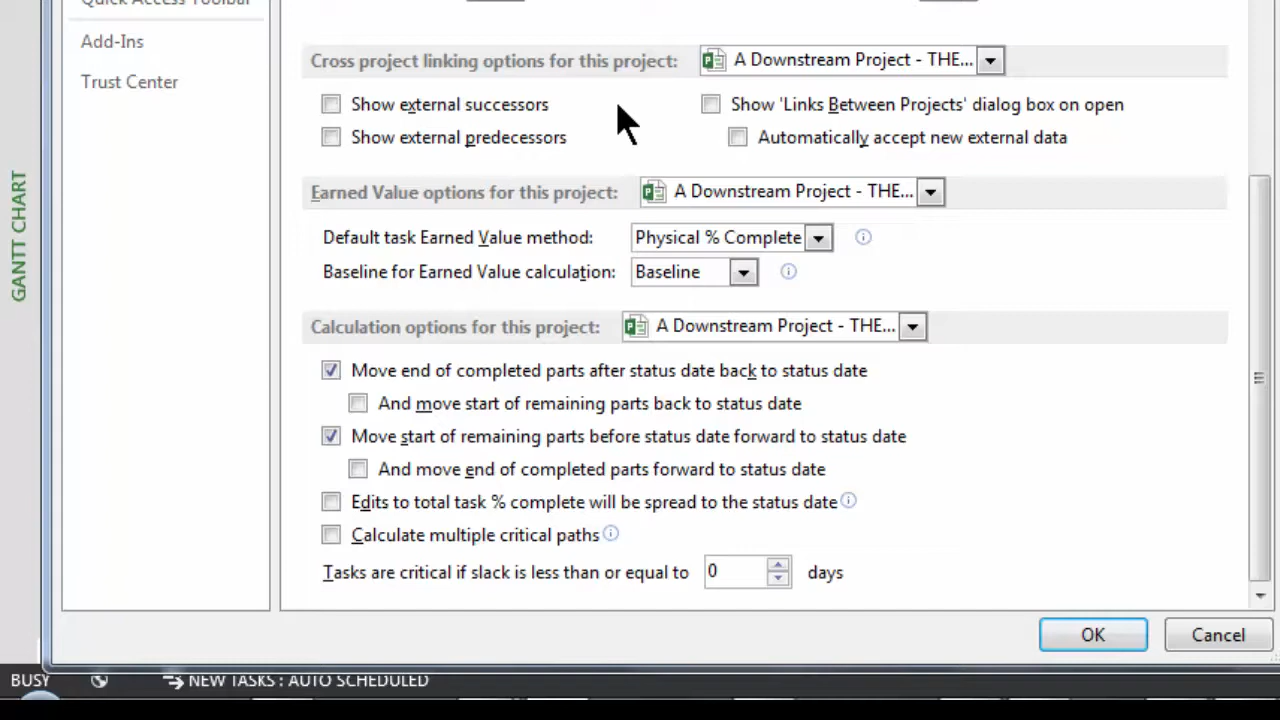 Quick Access Toolbar
Add-Ins
Trust Center
GANTT CHART
Cross project linking options for this project: A Downstream Project - THE...
Show external successors Show 'Links Between Projects' dialog box on open
Show external predecessors Automatically accept new external data
Earned Value options for this project: A Downstream Project - THE...
Default task Earned Value method: Physical % Complete
Baseline for Earned Value calculation: Baseline
Calculation options for this project: A Downstream Project - THE...
Move end of completed parts after status date back to status date
And move start of remaining parts back to status date
Move start of remaining parts before status date forward to status date
And move end of completed parts forward to status date
Edits to total task % complete will be spread to the status date
Calculate multiple critical paths
Tasks are critical if slack is less than or equal to 0 days
OK Cancel
BUSY NEW TASKS : AUTO SCHEDULED